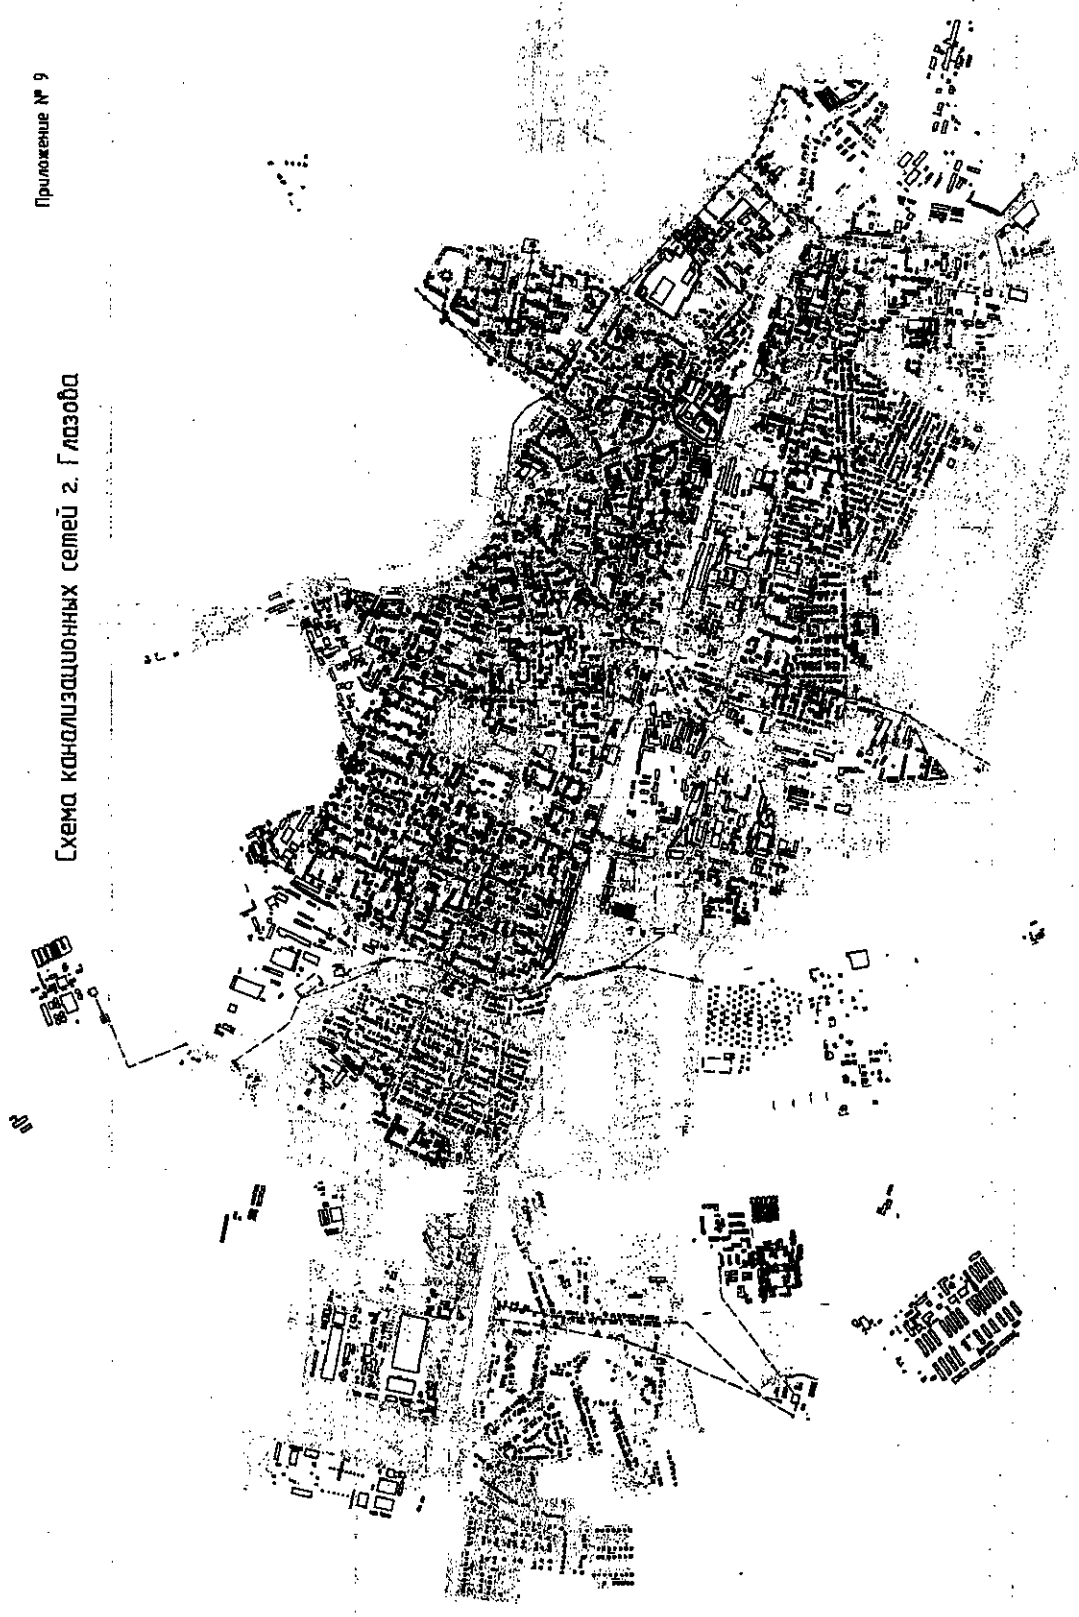 Приложение № 9
Схема канализационных сетей г. Глазова